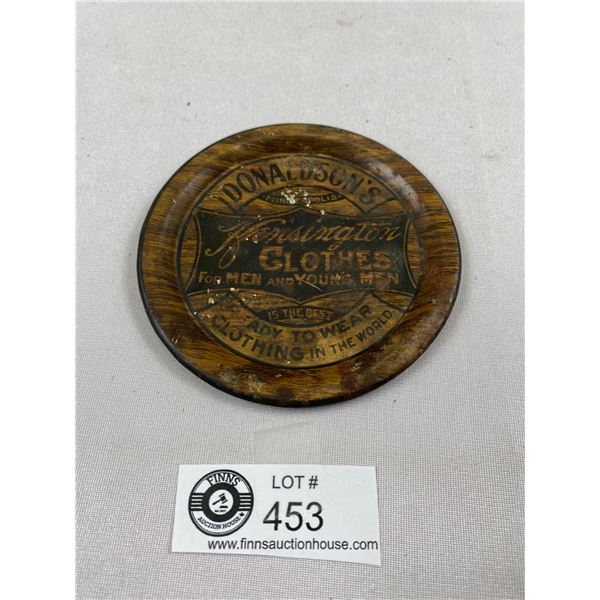 DONALDSON'S
MINNEAPOLIS
Kensington
CLOTHES
FOR MEN AND YOUNG MEN
IS THE BEST
READY TO WEAR
CLOTHING IN THE WORLD
FINNS
AUCTION HOUSE
LOT #
453
www.finnsauctionhouse.com